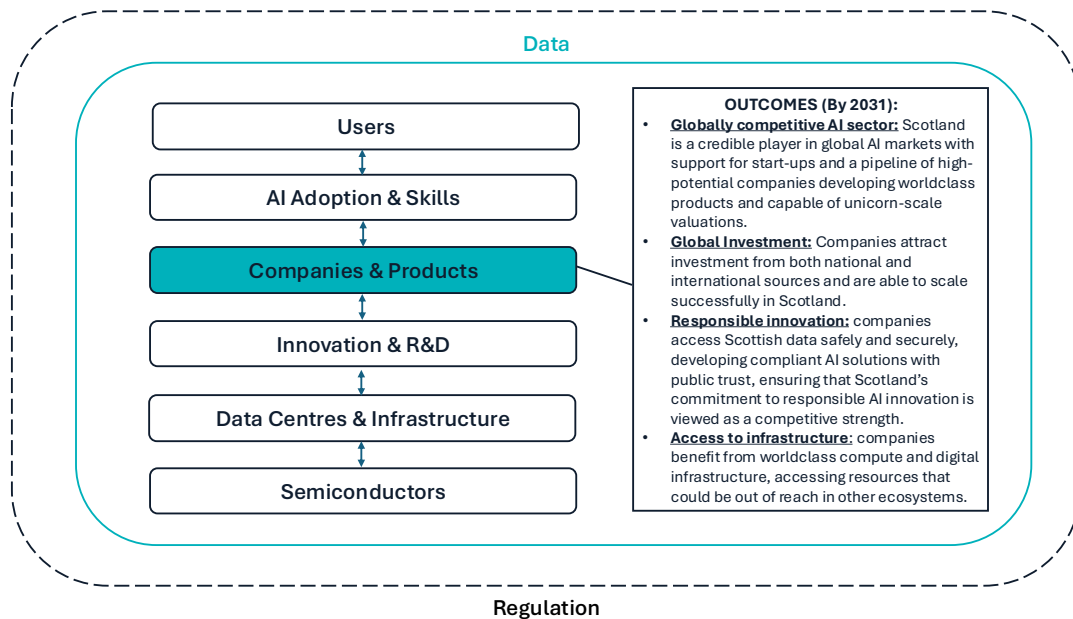 Data
Users
AI Adoption & Skills
Companies & Products
Innovation & R&D
Data Centres & Infrastructure
Semiconductors
OUTCOMES (By 2031):
• Globally competitive AI sector: Scotland
is a credible player in global AI markets with
support for start-ups and a pipeline of high-
potential companies developing worldclass
products and capable of unicorn-scale
valuations.
• Global Investment: Companies attract
investment from both national and
international sources and are able to scale
successfully in Scotland.
• Responsible innovation: companies
access Scottish data safely and securely,
developing compliant AI solutions with
public trust, ensuring that Scotland’s
commitment to responsible AI innovation is
viewed as a competitive strength.
• Access to infrastructure: companies
benefit from worldclass compute and digital
infrastructure, accessing resources that
could be out of reach in other ecosystems.
Regulation